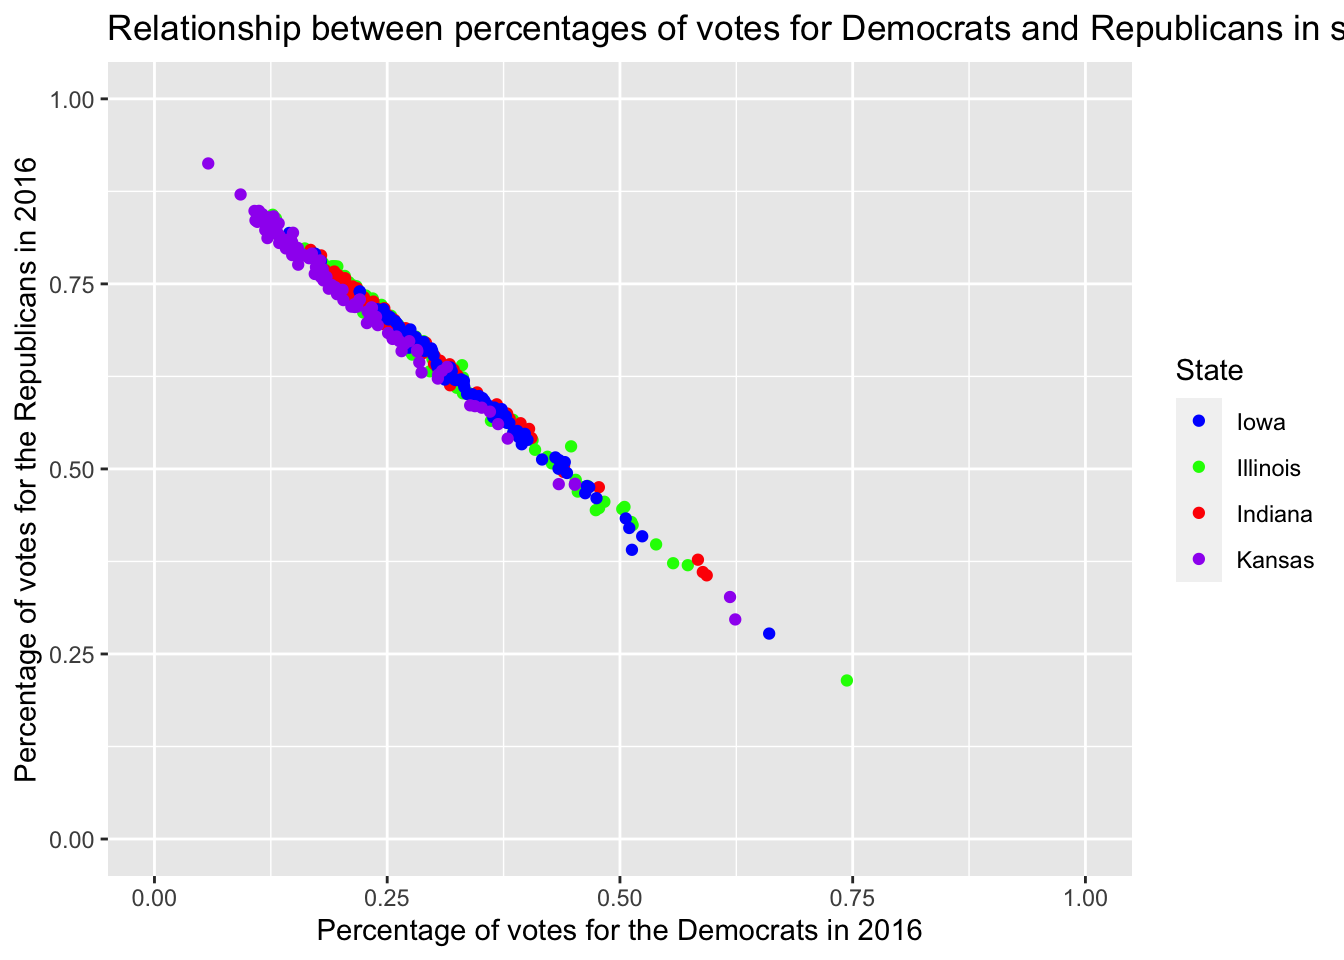 Relationship between percentages of votes for Democrats and Republicans in s
Percentage of votes for the Republicans in 2016
1.00
0.75
0.50
0.25
0.00
0.00 0.25 0.50 0.75 1.00
Percentage of votes for the Democrats in 2016
State
Iowa
Illinois
Indiana
Kansas